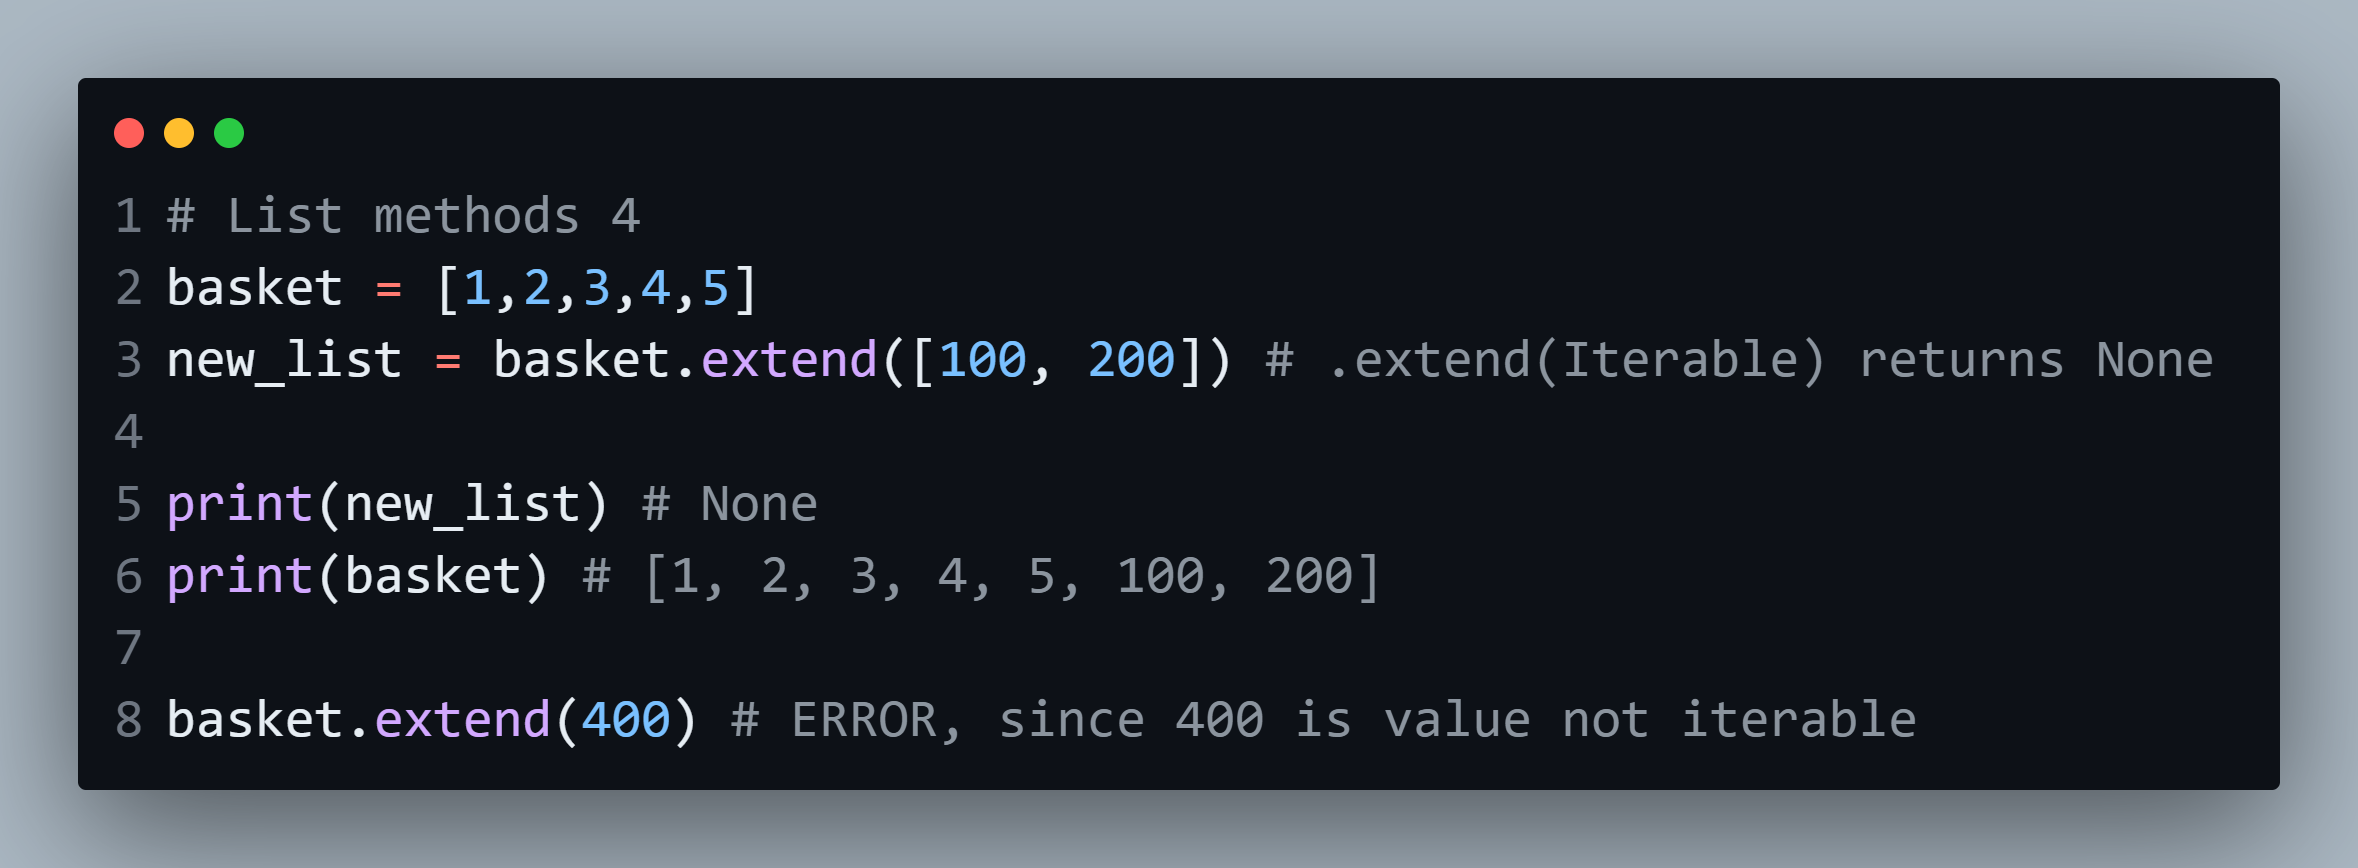 1 # List methods 4
2 basket = [1,2,3,4,5]
3 new_list = basket.extend([100, 200]) # .extend(Iterable) returns None
4
5 print(new_list) # None
6 print(basket) # [1, 2, 3, 4, 5, 100, 200]
7
8 basket.extend(400) # ERROR, since 400 is value not iterable